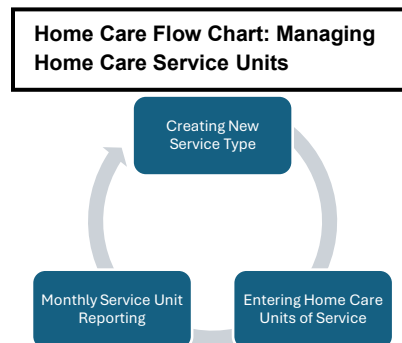 Home Care Flow Chart: Managing
Home Care Service Units
Creating New
Service Type
Monthly Service Unit
Reporting
Entering Home Care
Units of Service